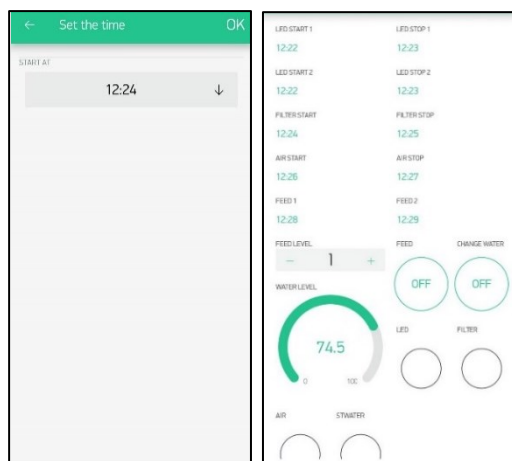 ← Set the time OK
START AT
12:24 ↓
LED START 1 LED STOP 1
12:22 12:23
LED START 2 LED STOP 2
12:22 12:23
FILTER START FILTER STOP
12:24 12:25
AIR START AIR STOP
12:26 12:27
FEED 1 FEED 2
12:28 12:29
FEED LEVEL FEED CHANGE WATER
− 1 +
OFF OFF
WATER LEVEL
74.5
0 100
LED FILTER
AIR STWATER